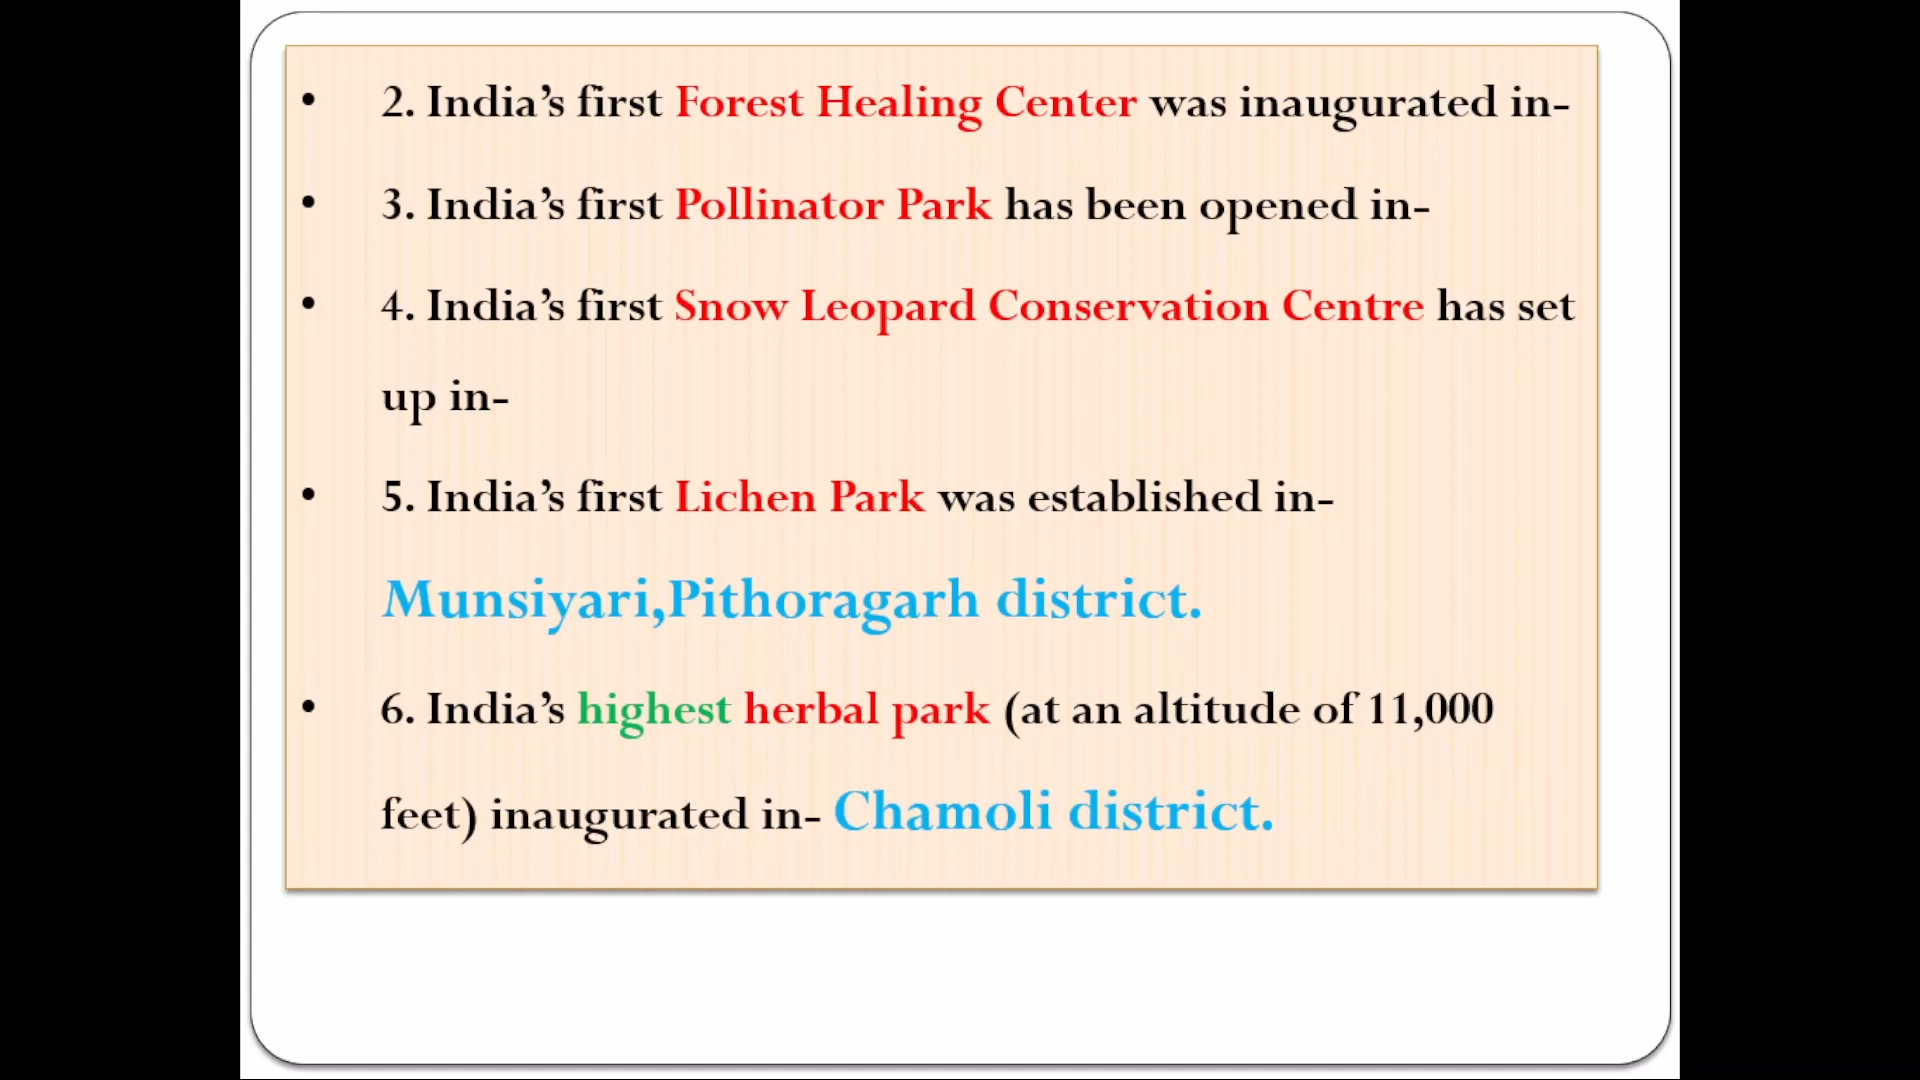 • 2. India’s first Forest Healing Center was inaugurated in-
• 3. India’s first Pollinator Park has been opened in-
• 4. India’s first Snow Leopard Conservation Centre has set
up in-
• 5. India’s first Lichen Park was established in-
Munsiyari,Pithoragarh district.
• 6. India’s highest herbal park (at an altitude of 11,000
feet) inaugurated in- Chamoli district.